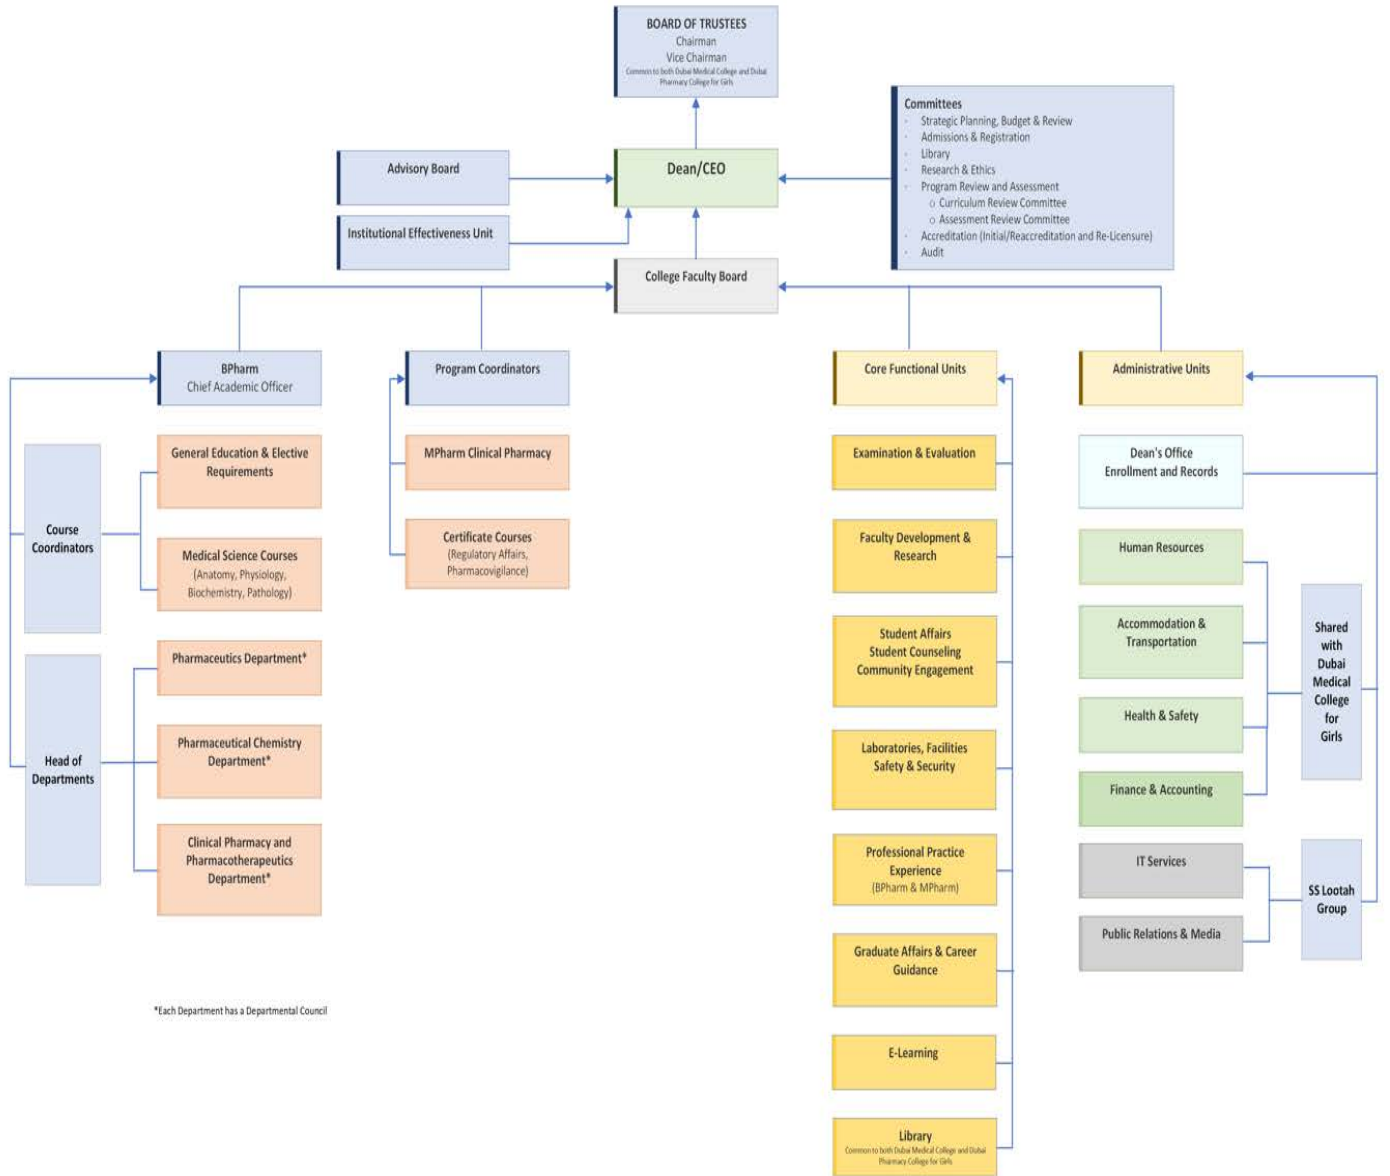 BOARD OF TRUSTEES
Chairman
Vice Chairman
Common to both Dubai Medical College and Dubai
Pharmacy College for Girls
Committees
· Strategic Planning, Budget & Review
· Admissions & Registration
· Library
· Research & Ethics
· Program Review and Assessment
o Curriculum Review Committee
o Assessment Review Committee
· Accreditation (Initial/Reaccreditation and Re-Licensure)
· Audit
Advisory Board
Dean/CEO
Institutional Effectiveness Unit
College Faculty Board
BPharm
Chief Academic Officer
Program Coordinators
Core Functional Units
Administrative Units
Course
Coordinators
General Education & Elective
Requirements
Medical Science Courses
(Anatomy, Physiology,
Biochemistry, Pathology)
Head of
Departments
Pharmaceutics Department*
Pharmaceutical Chemistry
Department*
Clinical Pharmacy and
Pharmacotherapeutics
Department*
*Each Department has a Departmental Council
MPharm Clinical Pharmacy
Certificate Courses
(Regulatory Affairs,
Pharmacovigilance)
Examination & Evaluation
Faculty Development &
Research
Student Affairs
Student Counseling
Community Engagement
Laboratories, Facilities
Safety & Security
Professional Practice
Experience
(BPharm & MPharm)
Graduate Affairs & Career
Guidance
E-Learning
Library
Common to both Dubai Medical College and Dubai
Pharmacy College for Girls
Dean's Office
Enrollment and Records
Human Resources
Accommodation &
Transportation
Health & Safety
Finance & Accounting
Shared
with
Dubai
Medical
College
for
Girls
IT Services
Public Relations & Media
SS Lootah
Group